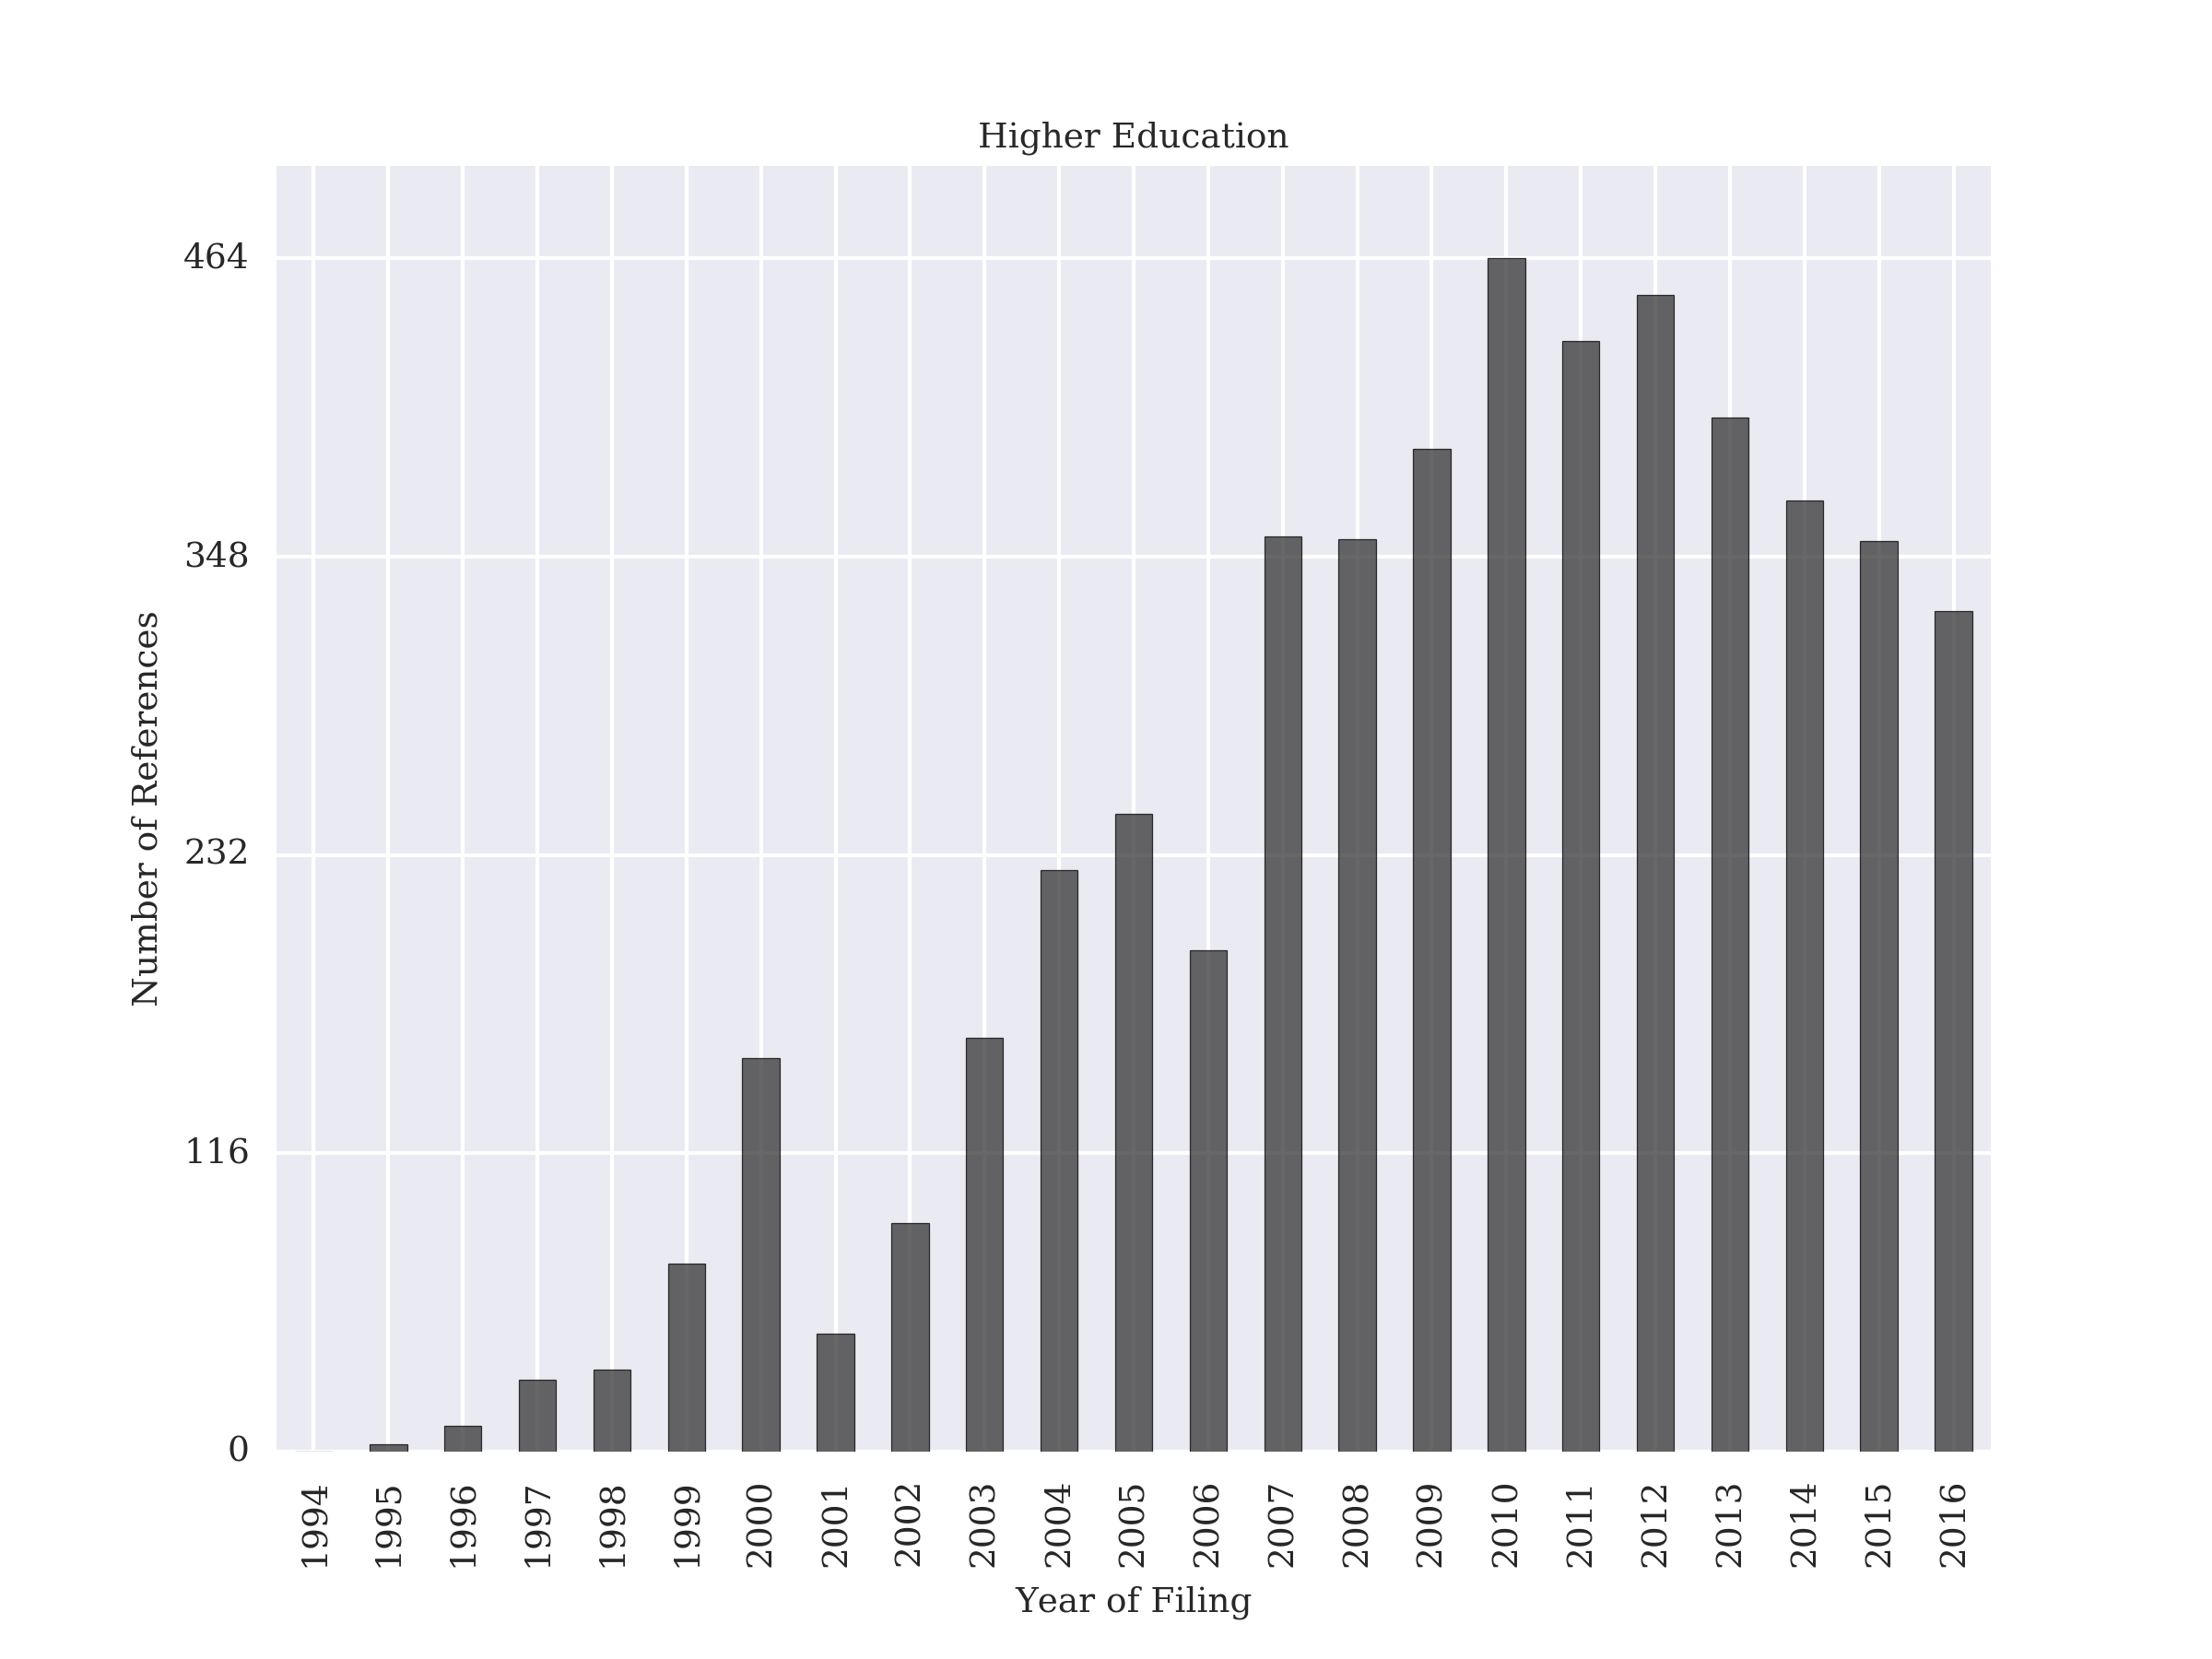 Higher Education
464
348
232
116
0
Number of References
1994 1995 1996 1997 1998 1999 2000 2001 2002 2003 2004 2005 2006 2007 2008 2009 2010 2011 2012 2013 2014 2015 2016
Year of Filing